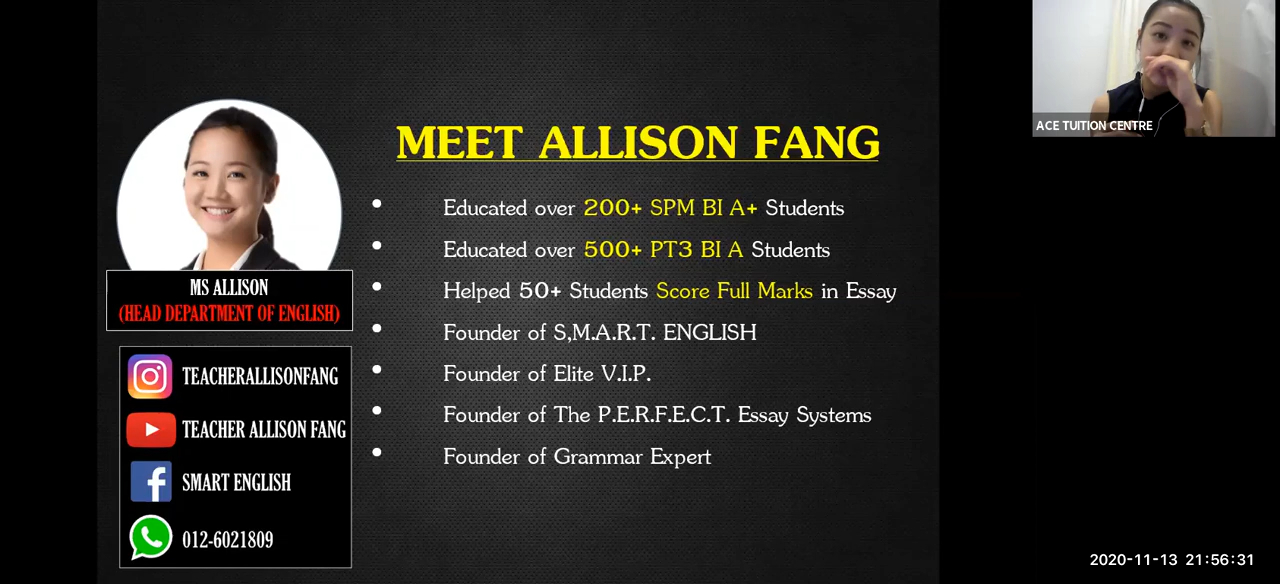 MEET ALLISON FANG
Educated over 200+ SPM BI A+ Students
Educated over 500+ PT3 BI A Students
Helped 50+ Students Score Full Marks in Essay
Founder of S,M.A.R.T. ENGLISH
Founder of Elite V.I.P.
Founder of The P.E.R.F.E.C.T. Essay Systems
Founder of Grammar Expert
MS ALLISON
(HEAD DEPARTMENT OF ENGLISH)
TEACHERALLISONFANG
TEACHER ALLISON FANG
SMART ENGLISH
012-6021809
ACE TUITION CENTRE
2020-11-13 21:56:31